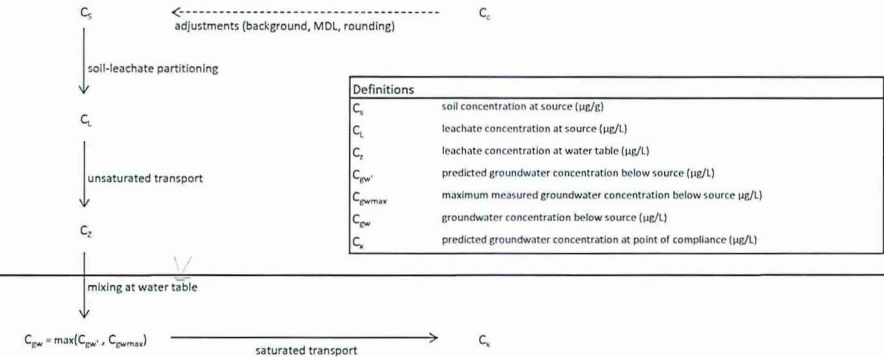 Cs
adjustments (background, MDL, rounding)
Cc
soil-leachate partitioning
CL
unsaturated transport
Cz
mixing at water table
Cgw = max(Cgw' , Cgwmax)
saturated transport
Cx
Definitions
Cs soil concentration at source (µg/g)
CL leachate concentration at source (µg/L)
Cz leachate concentration at water table (µg/L)
Cgw' predicted groundwater concentration below source (µg/L)
Cgwmax maximum measured groundwater concentration below source µg/L)
Cgw groundwater concentration below source (µg/L)
Cx predicted groundwater concentration at point of compliance (µg/L)